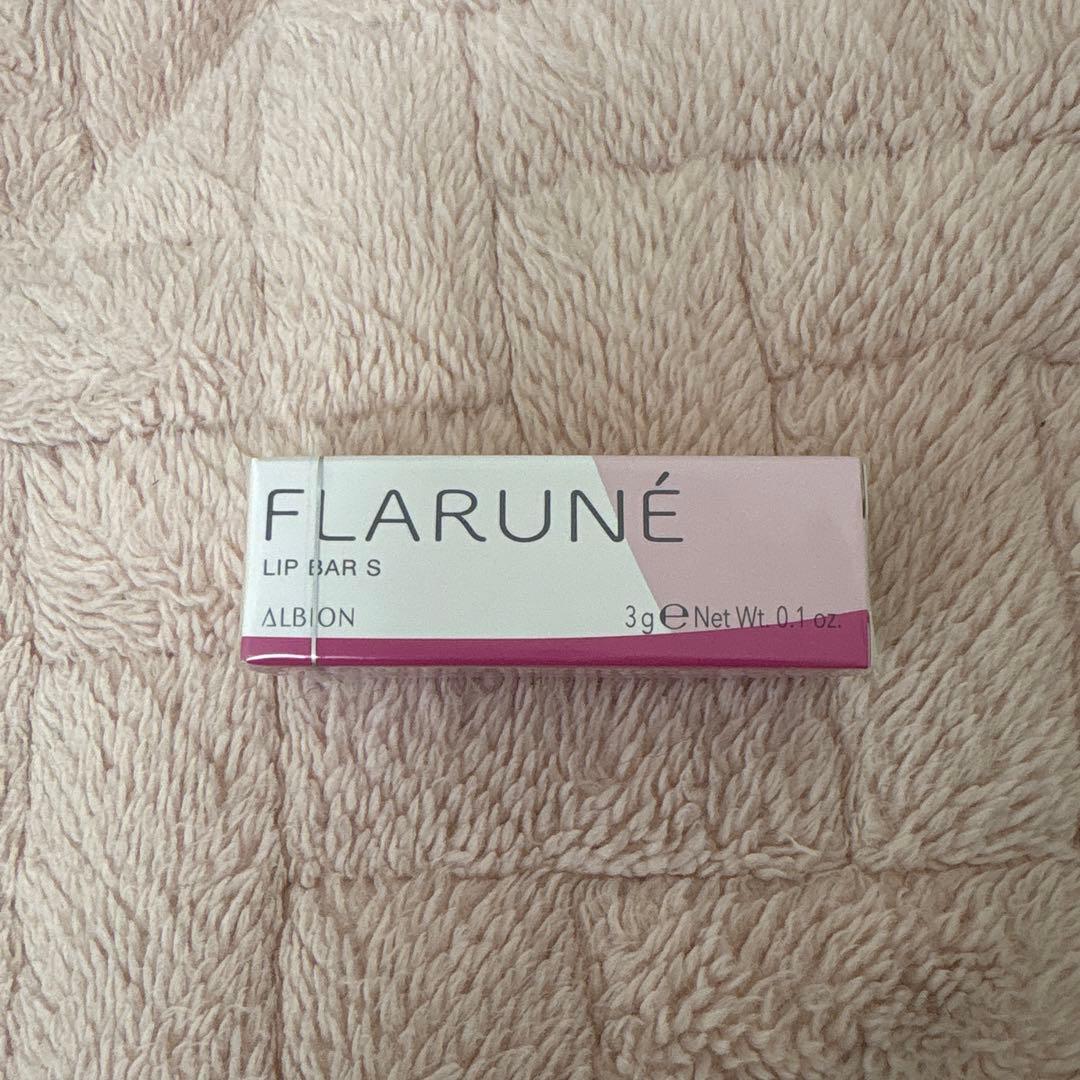 FLARUNÉ
LIP BAR S
ALBION
3g ℮ Net Wt. 0.1 oz.